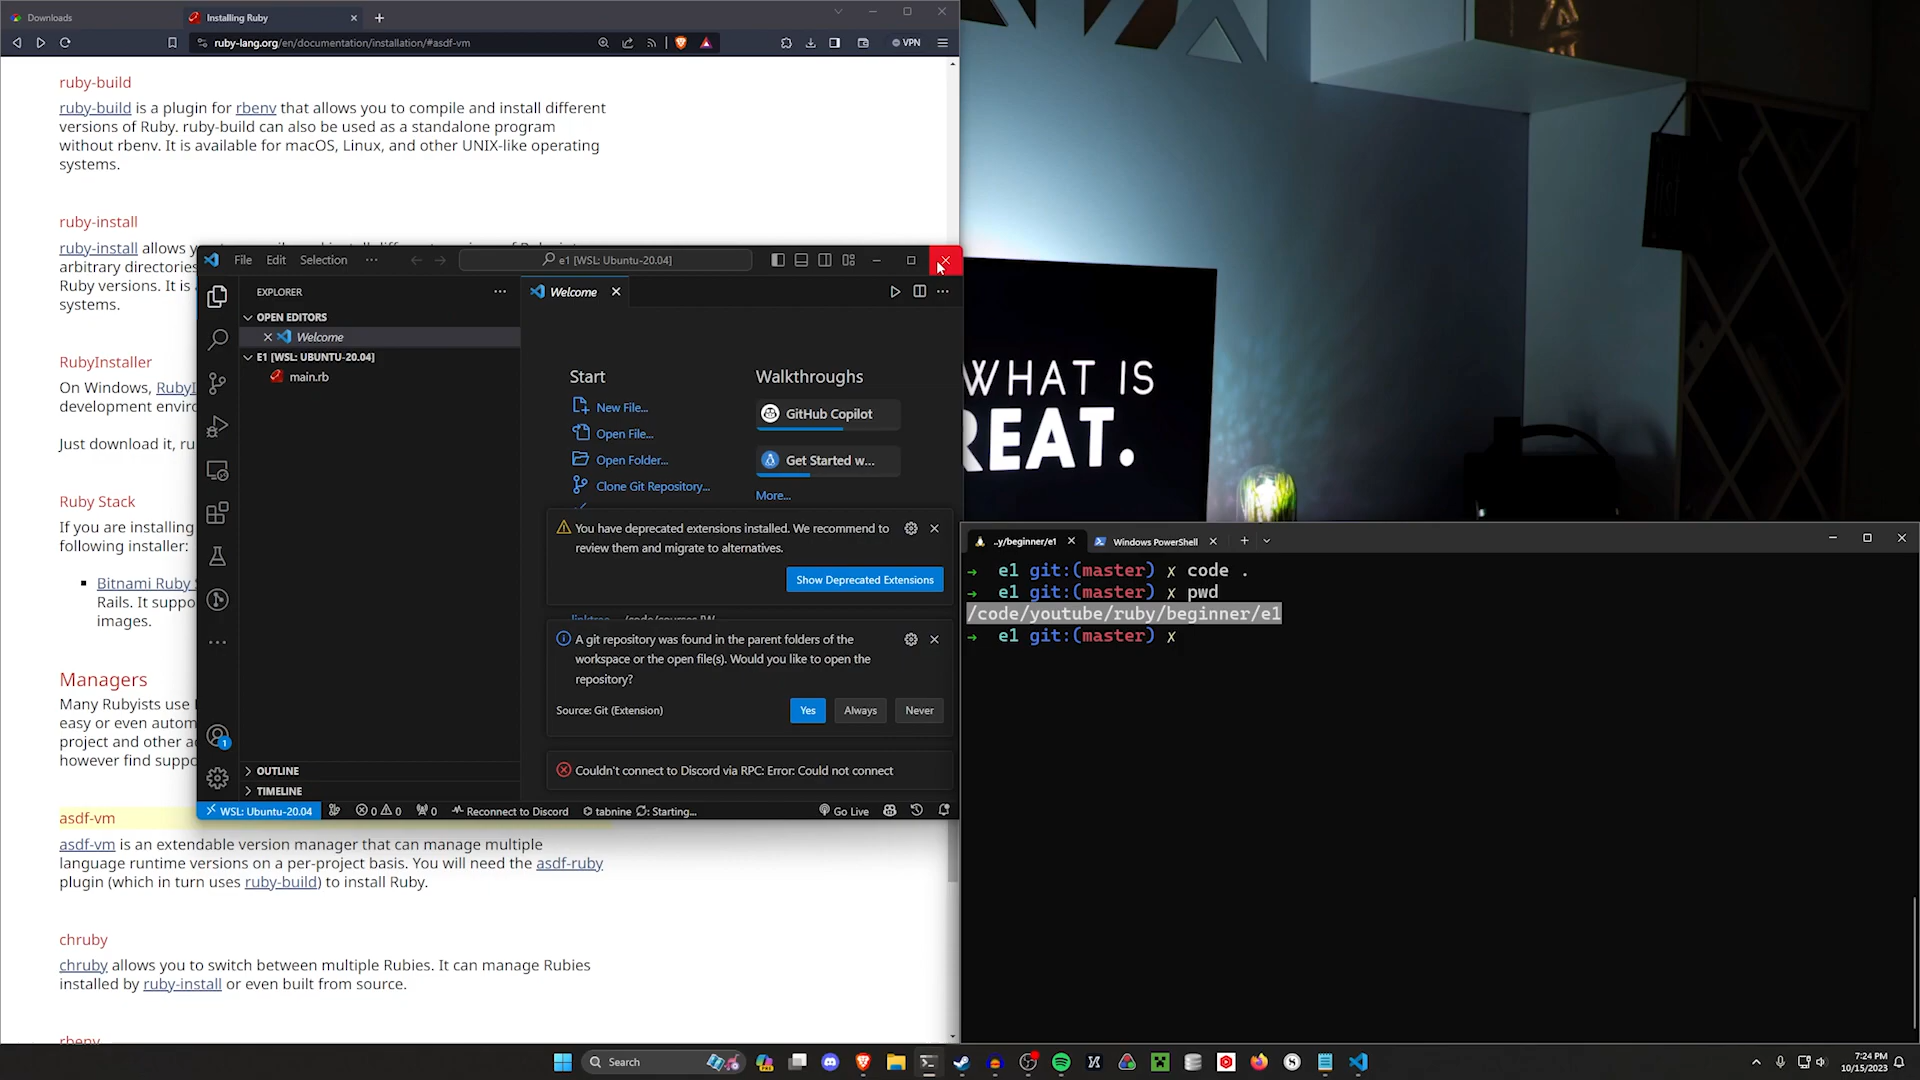 Downloads
Installing Ruby
ruby-lang.org/en/documentation/installation/#asdf-vm
VPN
ruby-build
ruby-build is a plugin for rbenv that allows you to compile and install different
versions of Ruby. ruby-build can also be used as a standalone program
without rbenv. It is available for macOS, Linux, and other UNIX-like operating
systems.
ruby-install
ruby-install allows
arbitrary directories
Ruby versions. It is
systems.
RubyInstaller
On Windows, RubyI
development enviro
Just download it, ru
Ruby Stack
If you are installing
following installer:
Bitnami Ruby S
Rails. It suppo
images.
Managers
Many Rubyists use
easy or even autom
project and other a
however find suppo
asdf-vm
asdf-vm is an extendable version manager that can manage multiple
language runtime versions on a per-project basis. You will need the asdf-ruby
plugin (which in turn uses ruby-build) to install Ruby.
chruby
chruby allows you to switch between multiple Rubies. It can manage Rubies
installed by ruby-install or even built from source.
rbenv
File Edit Selection ···
e1 [WSL: Ubuntu-20.04]
EXPLORER
Welcome
OPEN EDITORS
Welcome
E1 [WSL: UBUNTU-20.04]
main.rb
OUTLINE
TIMELINE
Start
New File...
Open File...
Open Folder...
Clone Git Repository...
Walkthroughs
GitHub Copilot
Get Started w...
More...
You have deprecated extensions installed. We recommend to
review them and migrate to alternatives.
Show Deprecated Extensions
A git repository was found in the parent folders of the
workspace or the open file(s). Would you like to open the
repository?
Source: Git (Extension)
Yes Always Never
Couldn't connect to Discord via RPC: Error: Could not connect
1
WSL: Ubuntu-20.04
0 0
0
Reconnect to Discord
tabnine
: Starting...
Go Live
WHAT IS
REAT.
..y/beginner/e1
Windows PowerShell
→ e1 git:(master) ✗ code .
→ e1 git:(master) ✗ pwd
/code/youtube/ruby/beginner/e1
→ e1 git:(master) ✗
Search
7:24 PM
10/15/2023